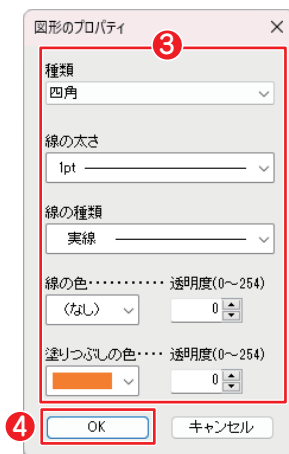 図形のプロパティ ×
3
種類
四角
線の太さ
1pt
線の種類
実線
線の色・・・・・・・・・・・ 透明度(0～254)
(なし) 0
塗りつぶしの色・・・・ 透明度(0～254)
0
4 OK キャンセル